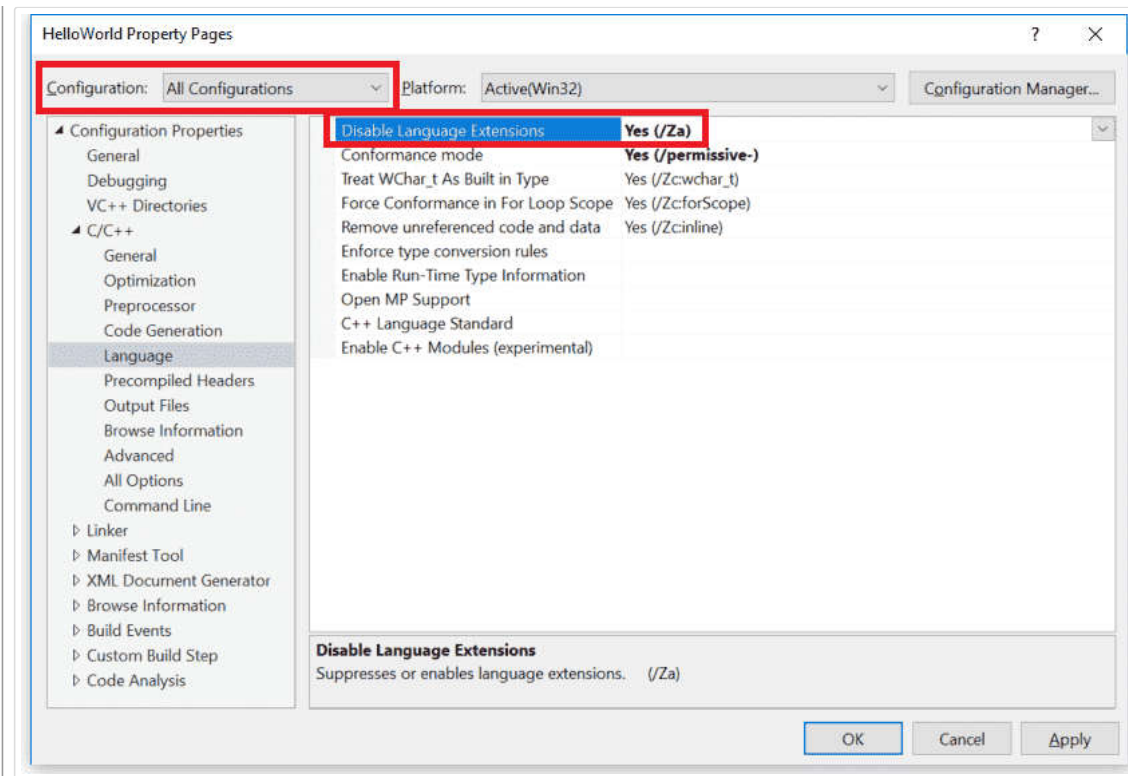 HelloWorld Property Pages ? ×
Configuration: All Configurations Platform: Active(Win32) Configuration Manager...
Configuration Properties
General
Debugging
VC++ Directories
C/C++
General
Optimization
Preprocessor
Code Generation
Language
Precompiled Headers
Output Files
Browse Information
Advanced
All Options
Command Line
Linker
Manifest Tool
XML Document Generator
Browse Information
Build Events
Custom Build Step
Code Analysis
Disable Language Extensions Yes (/Za)
Conformance mode Yes (/permissive-)
Treat WChar_t As Built in Type Yes (/Zc:wchar_t)
Force Conformance in For Loop Scope Yes (/Zc:forScope)
Remove unreferenced code and data Yes (/Zc:inline)
Enforce type conversion rules
Enable Run-Time Type Information
Open MP Support
C++ Language Standard
Enable C++ Modules (experimental)
Disable Language Extensions
Suppresses or enables language extensions. (/Za)
OK Cancel Apply